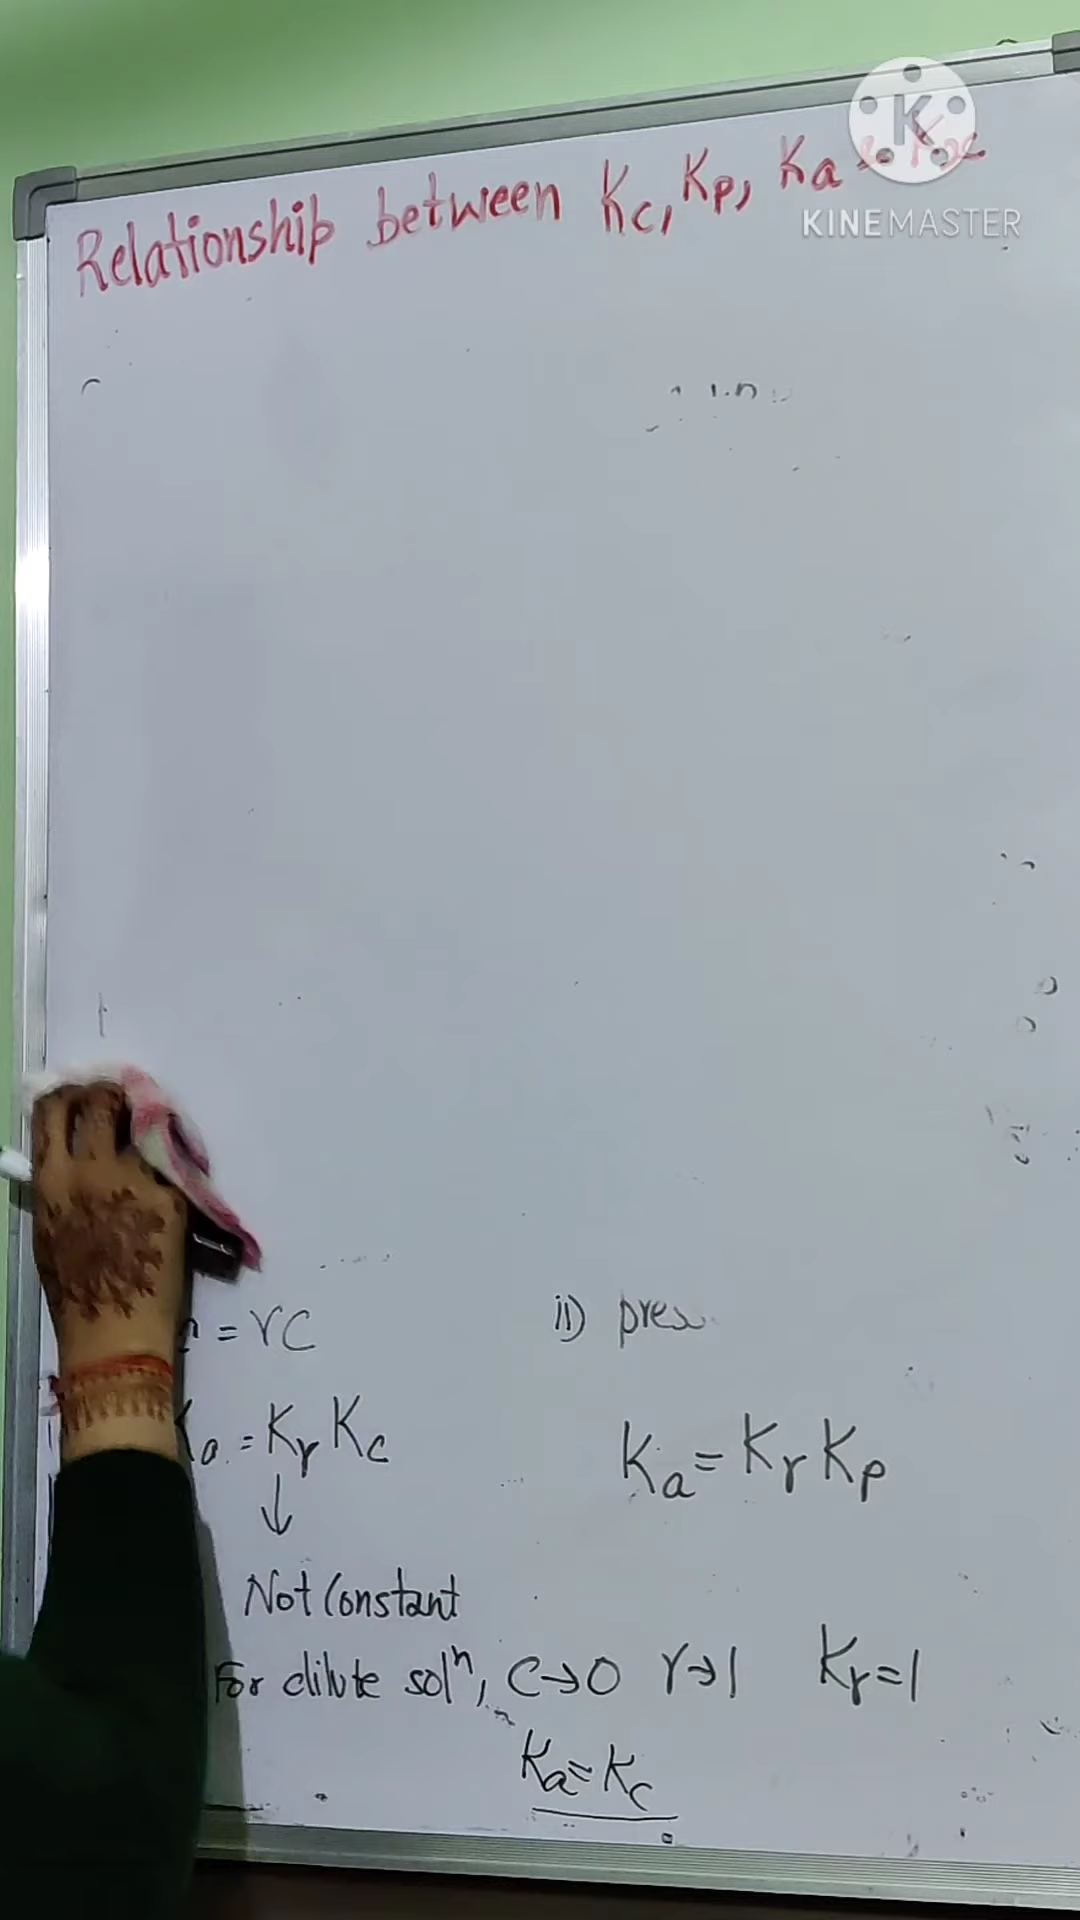 Relationship between Kc, Kp, Ka
KINEMASTER
= γC
ii) press
= Kγ Kc
Ka = Kγ Kp
↓
Not Constant
For dilute solⁿ, C→0 γ→1 Kγ=1
Ka = Kc